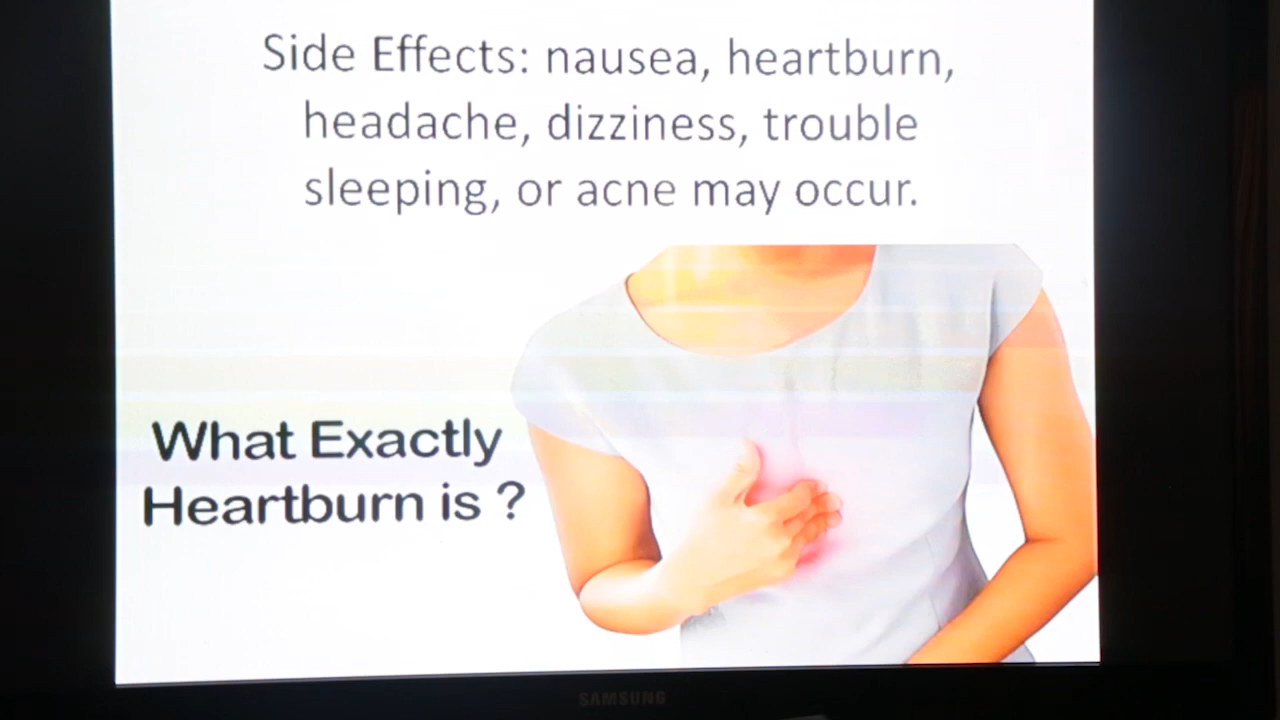 Side Effects: nausea, heartburn,
headache, dizziness, trouble
sleeping, or acne may occur.
What Exactly
Heartburn is ?
SAMSUNG